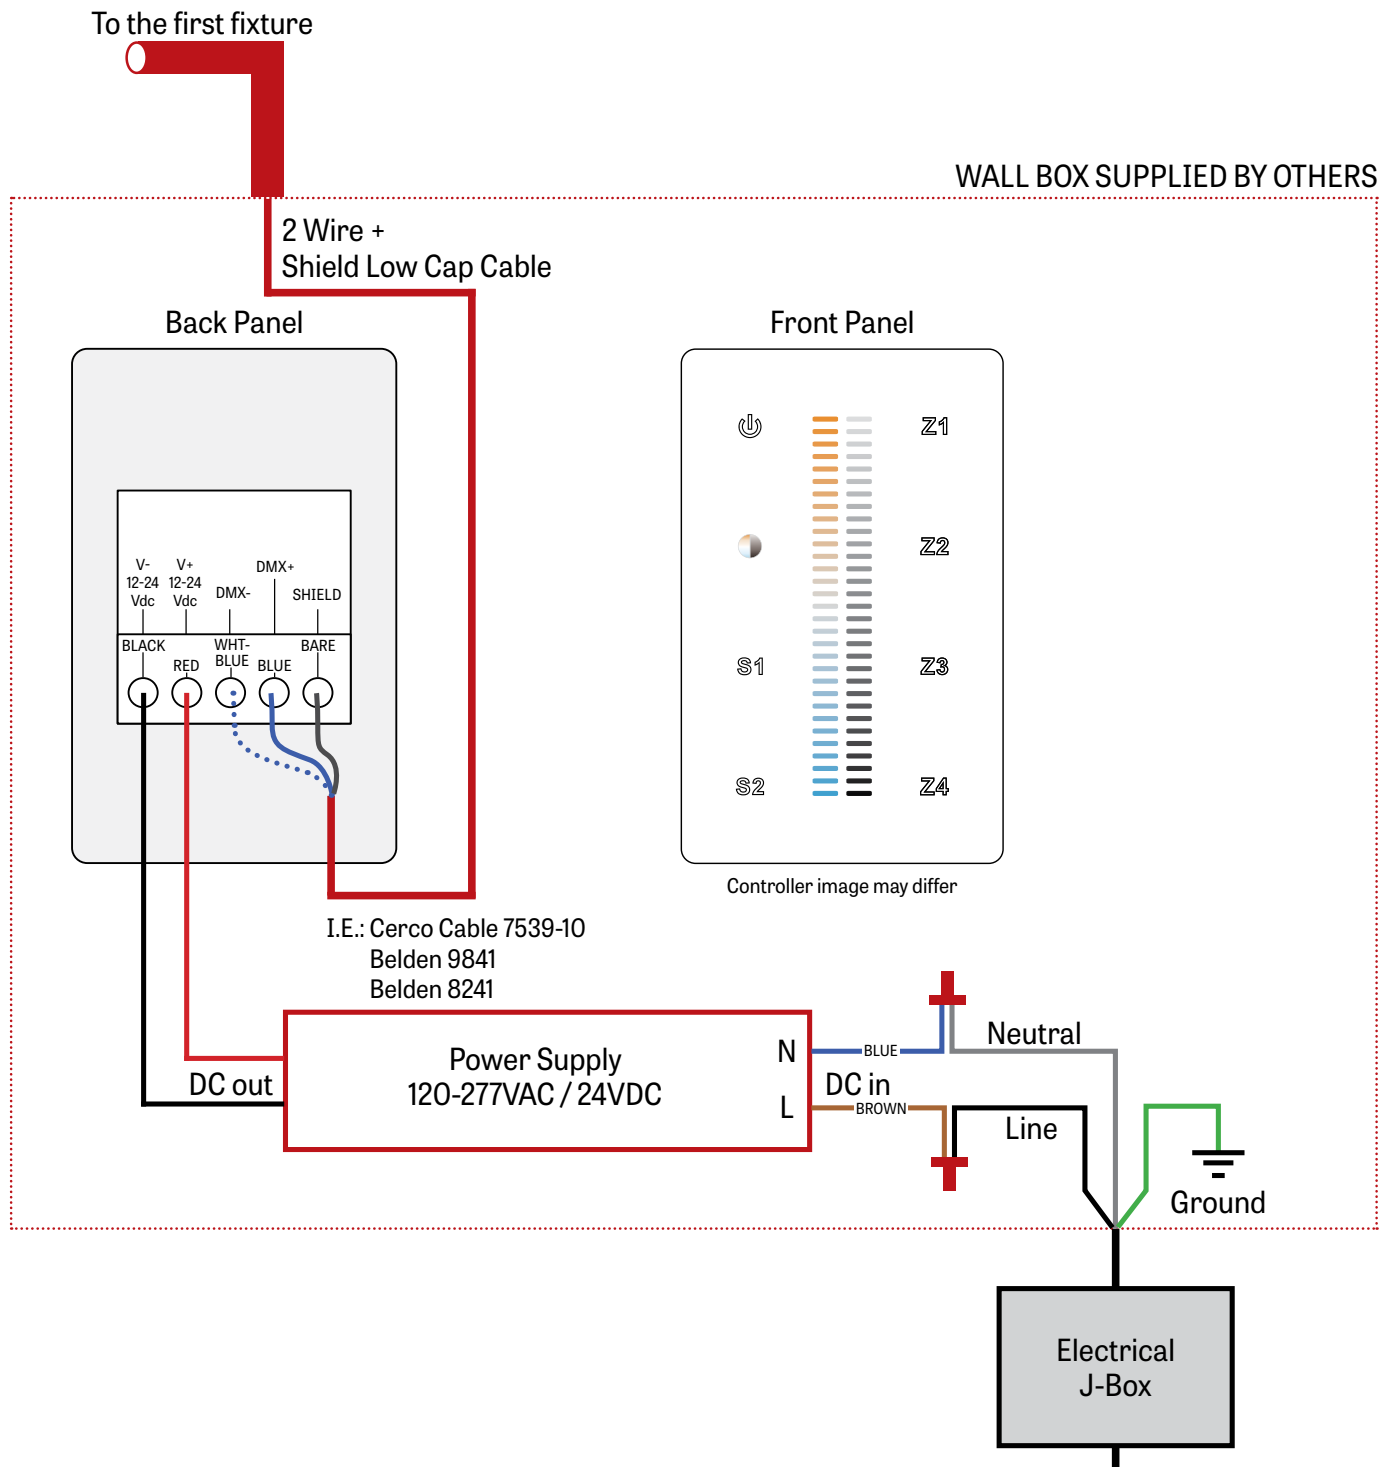 To the first fixture
WALL BOX SUPPLIED BY OTHERS
2 Wire +
Shield Low Cap Cable
Back Panel
V-
12-24
Vdc
V+
12-24
Vdc
DMX-
DMX+
SHIELD
BLACK
RED
WHT-
BLUE
BLUE
BARE
Front Panel
Z1
Z2
S1
Z3
S2
Z4
Controller image may differ
I.E.: Cerco Cable 7539-10
Belden 9841
Belden 8241
DC out
Power Supply
120-277VAC / 24VDC
N
L
BLUE
DC in
BROWN
Neutral
Line
Ground
Electrical
J-Box